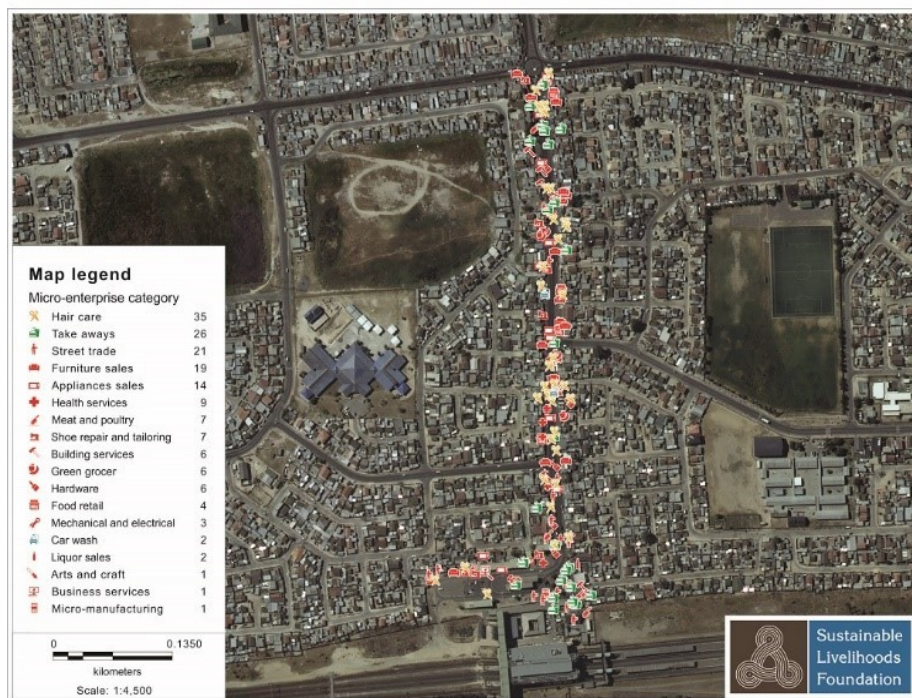 Map legend
Micro-enterprise category
Hair care 35
Take aways 26
Street trade 21
Furniture sales 19
Appliances sales 14
Health services 9
Meat and poultry 7
Shoe repair and tailoring 7
Building services 6
Green grocer 6
Hardware 6
Food retail 4
Mechanical and electrical 3
Car wash 2
Liquor sales 2
Arts and craft 1
Business services 1
Micro-manufacturing 1
0 0.1350
kilometers
Scale: 1:4,500
Sustainable
Livelihoods
Foundation